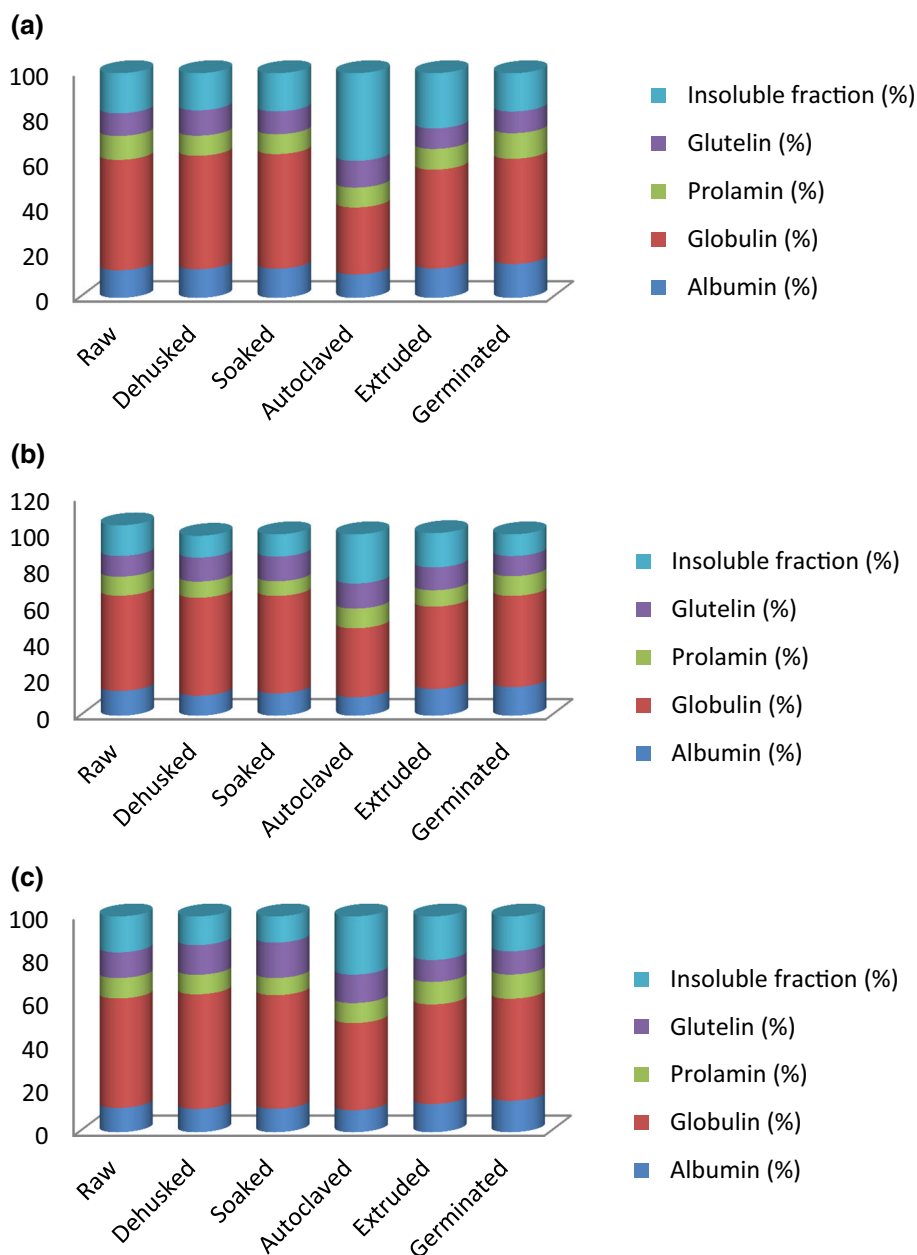 (a)
100
80
60
40
20
0
Raw
Dehusked
Soaked
Autoclaved
Extruded
Germinated
Insoluble fraction (%)
Glutelin (%)
Prolamin (%)
Globulin (%)
Albumin (%)
(b)
120
100
80
60
40
20
0
Raw
Dehusked
Soaked
Autoclaved
Extruded
Germinated
Insoluble fraction (%)
Glutelin (%)
Prolamin (%)
Globulin (%)
Albumin (%)
(c)
100
80
60
40
20
0
Raw
Dehusked
Soaked
Autoclaved
Extruded
Germinated
Insoluble fraction (%)
Glutelin (%)
Prolamin (%)
Globulin (%)
Albumin (%)